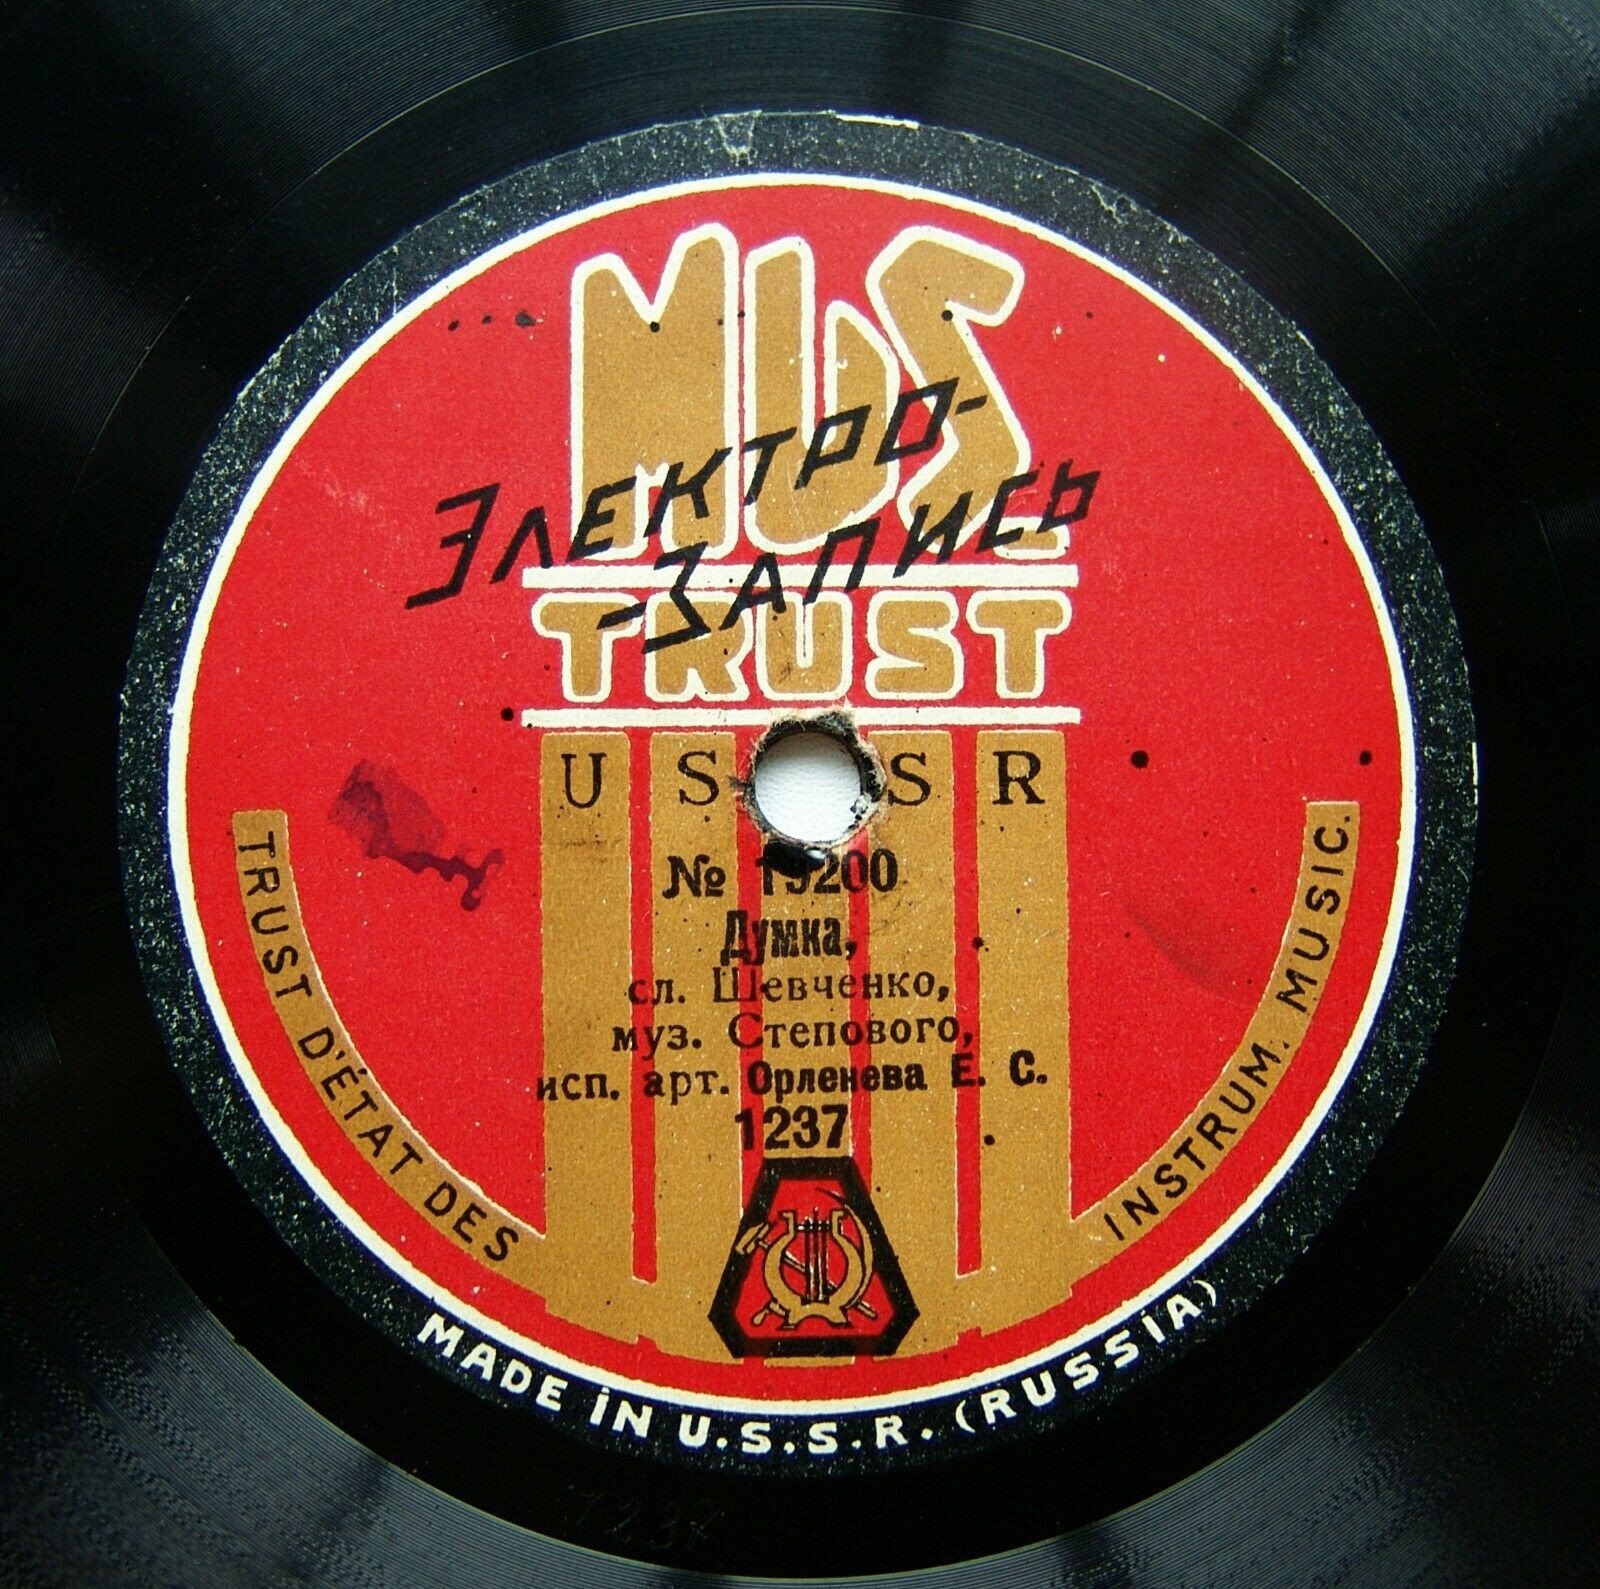 MUS
ЭЛЕКТРО-
-ЗАПИСЬ
TRUST
U S S R
№ 19200
Думка,
сл. Шевченко,
муз. Степового,
исп. арт. Орленева Е. С.
1237
TRUST D'ÉTAT DES INSTRUM. MUSIC.
MADE IN U.S.S.R. (RUSSIA)
1237